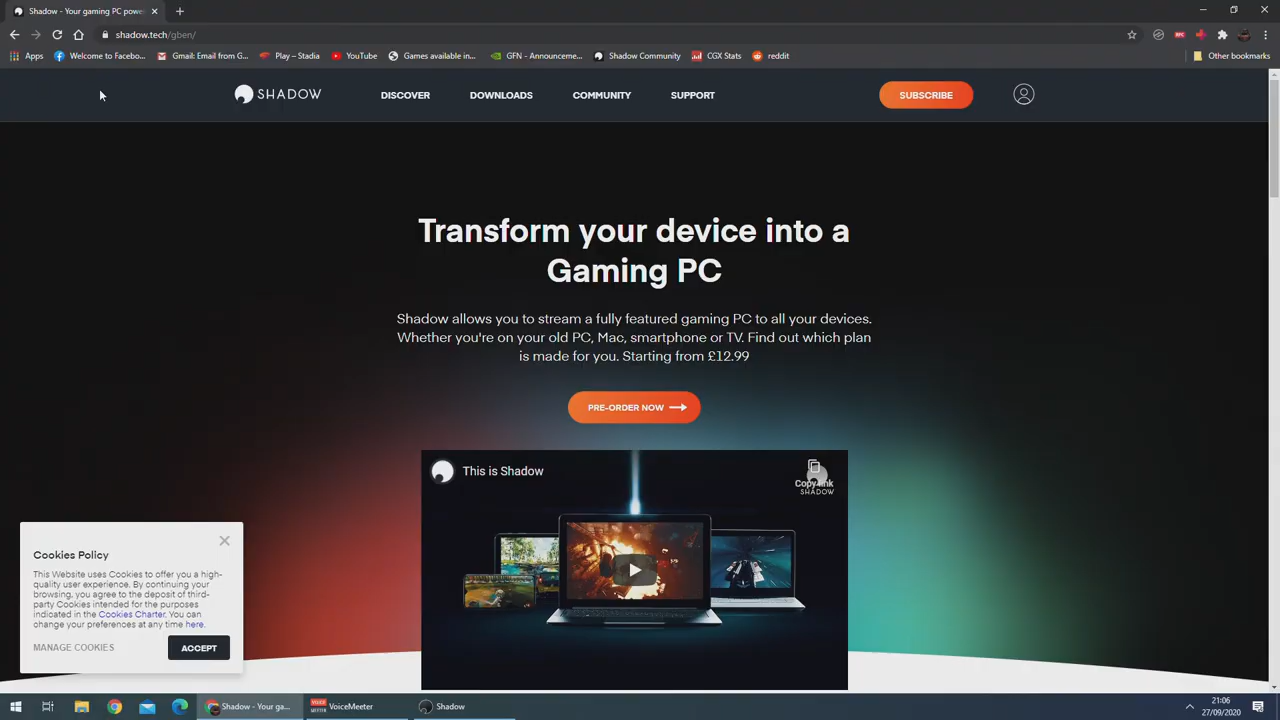 Shadow - Your gaming PC powe
shadow.tech/gben/
Apps
Welcome to Facebo...
Gmail: Email from G...
Play – Stadia
YouTube
Games available in...
GFN - Announceme...
Shadow Community
CGX Stats
reddit
Other bookmarks
SHADOW
DISCOVER
DOWNLOADS
COMMUNITY
SUPPORT
SUBSCRIBE
Transform your device into a
Gaming PC
Shadow allows you to stream a fully featured gaming PC to all your devices.
Whether you're on your old PC, Mac, smartphone or TV. Find out which plan
is made for you. Starting from £12.99
PRE-ORDER NOW
This is Shadow
Copy link
SHADOW
Cookies Policy
This Website uses Cookies to offer you a high-
quality user experience. By continuing your
browsing, you agree to the deposit of third-
party Cookies intended for the purposes
indicated in the Cookies Charter. You can
change your preferences at any time here.
MANAGE COOKIES
ACCEPT
Shadow - Your ga...
VoiceMeeter
Shadow
21:06
27/09/2020